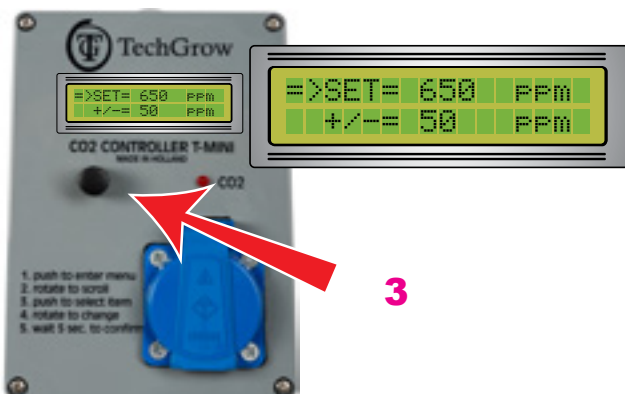 TechGrow
=>SET= 650 ppm
+/-= 50 ppm
=>SET= 650 ppm
+/-= 50 ppm
CO2 CONTROLLER T-MINI
MADE IN HOLLAND
CO2
1. push to enter menu
2. rotate to scroll
3. push to select item
4. rotate to change
5. wait 5 sec. to confirm
3